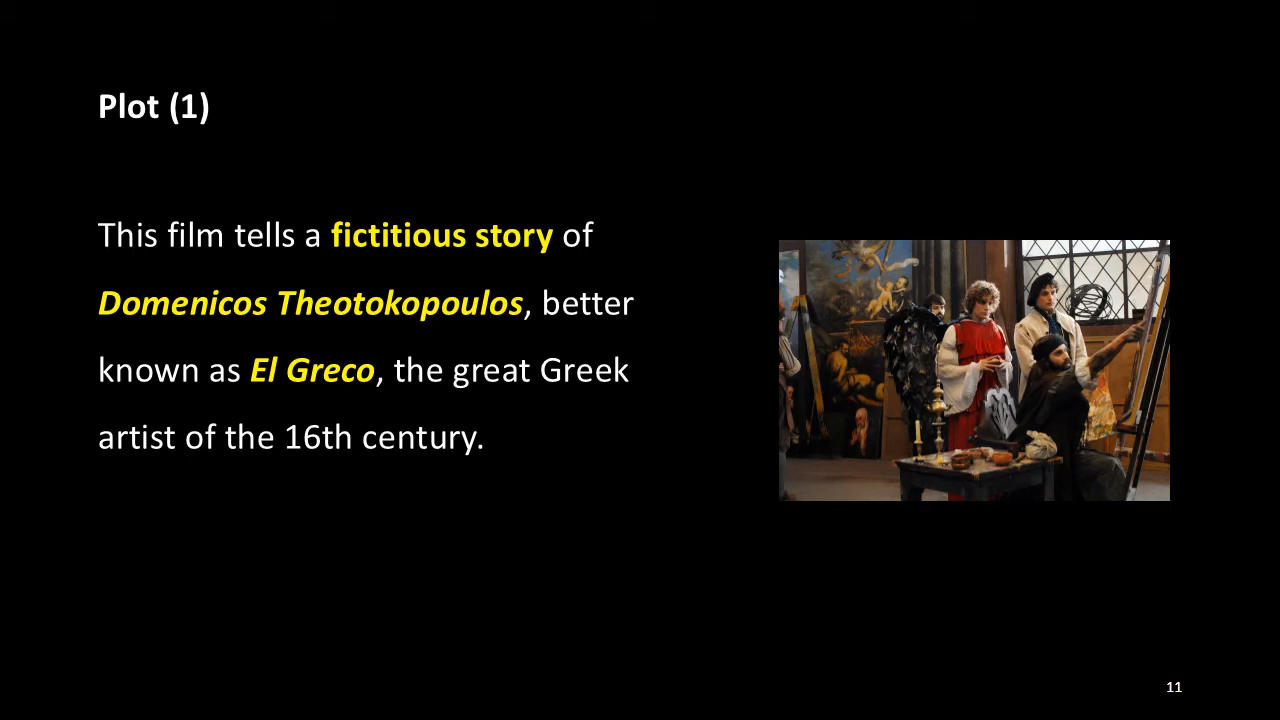 Plot (1)
This film tells a fictitious story of
Domenicos Theotokopoulos, better
known as El Greco, the great Greek
artist of the 16th century.
11